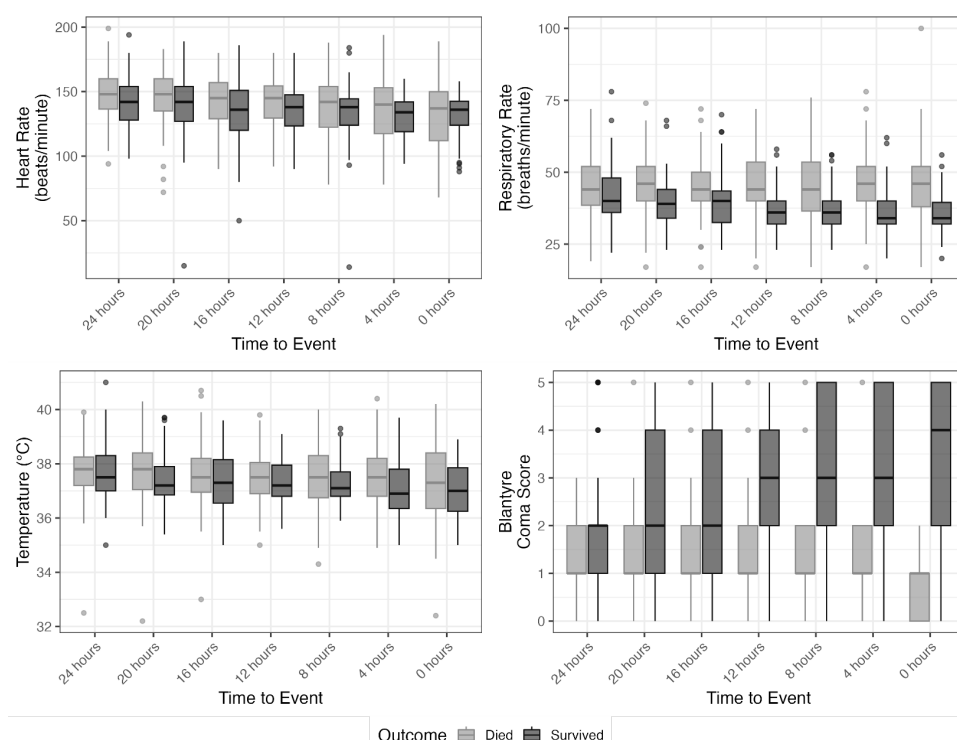 200
150
100
50
Heart Rate
(beats/minute)
24 hours
20 hours
16 hours
12 hours
8 hours
4 hours
0 hours
Time to Event
100
75
50
25
Respiratory Rate
(breaths/minute)
24 hours
20 hours
16 hours
12 hours
8 hours
4 hours
0 hours
Time to Event
40
38
36
34
32
Temperature (°C)
24 hours
20 hours
16 hours
12 hours
8 hours
4 hours
0 hours
Time to Event
5
4
3
2
1
0
Blantyre
Coma Score
24 hours
20 hours
16 hours
12 hours
8 hours
4 hours
0 hours
Time to Event
Outcome Died Survived